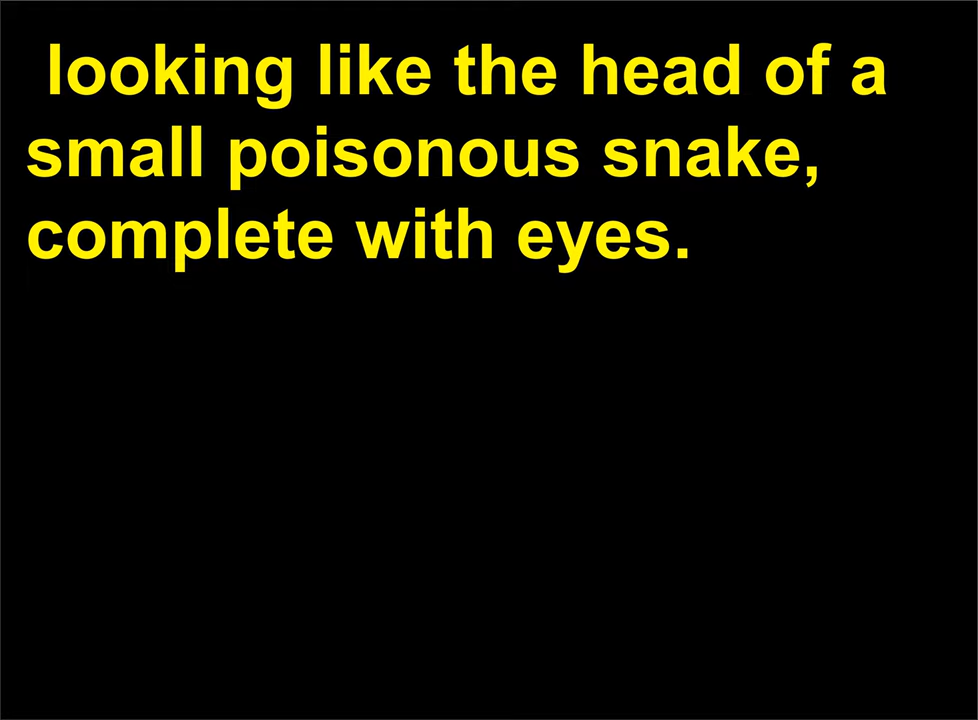 looking like the head of a
small poisonous snake,
complete with eyes.